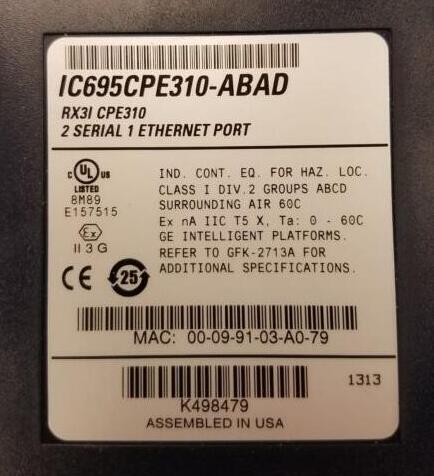 IC695CPE310-ABAD
RX3I CPE310
2 SERIAL 1 ETHERNET PORT
C UL US
LISTED
8M89
E157515
Ex
II 3 G
CE 25
IND. CONT. EQ. FOR HAZ. LOC.
CLASS I DIV.2 GROUPS ABCD
SURROUNDING AIR 60C
Ex nA IIC T5 X, Ta: 0 - 60C
GE INTELLIGENT PLATFORMS.
REFER TO GFK-2713A FOR
ADDITIONAL SPECIFICATIONS.
MAC: 00-09-91-03-A0-79
1313
K498479
ASSEMBLED IN USA